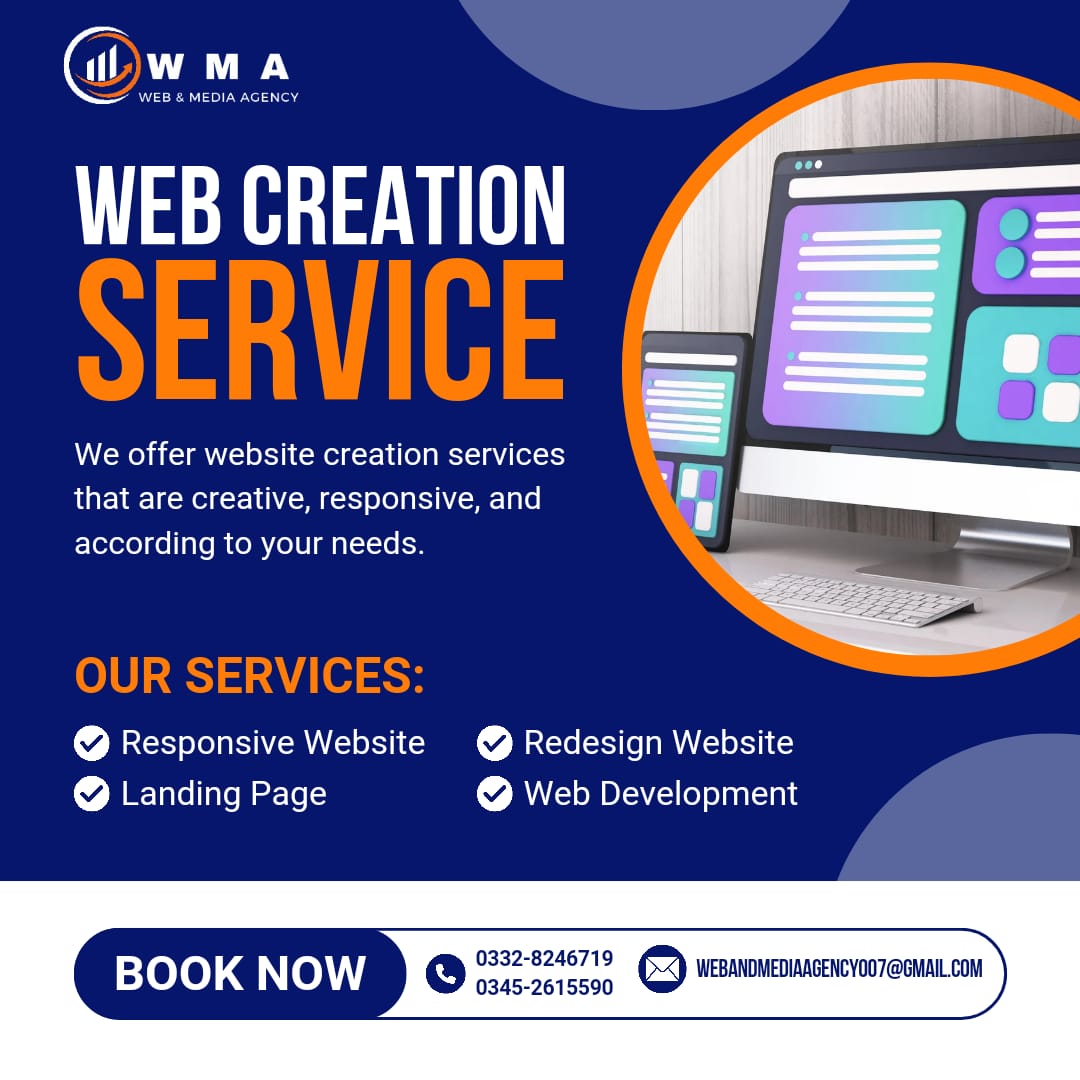 W M A
WEB & MEDIA AGENCY
WEB CREATION
SERVICE
We offer website creation services
that are creative, responsive, and
according to your needs.
OUR SERVICES:
Responsive Website
Landing Page
Redesign Website
Web Development
BOOK NOW
0332-8246719
0345-2615590
WEBANDMEDIAAGENCY007@GMAIL.COM